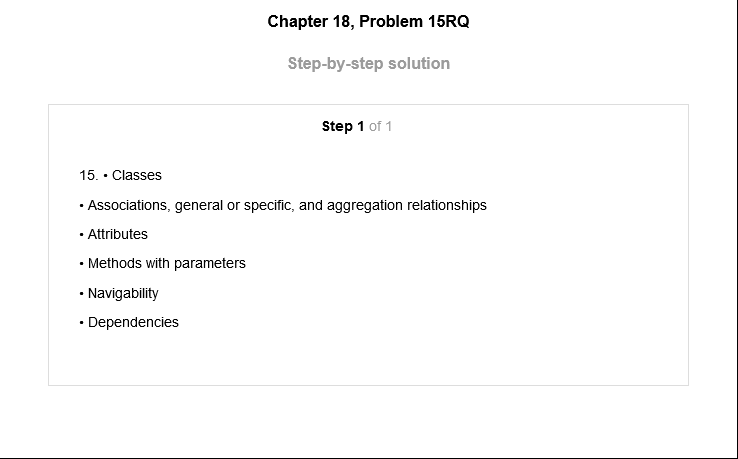 Chapter 18, Problem 15RQ
Step-by-step solution
Step 1 of 1
15. • Classes
• Associations, general or specific, and aggregation relationships
• Attributes
• Methods with parameters
• Navigability
• Dependencies